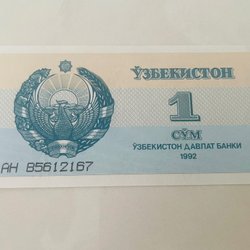 ЎЗБЕКИСТОН
1
СЎМ
ЎЗБЕКИСТОН ДАВЛАТ БАНКИ
1992
АН 85612167